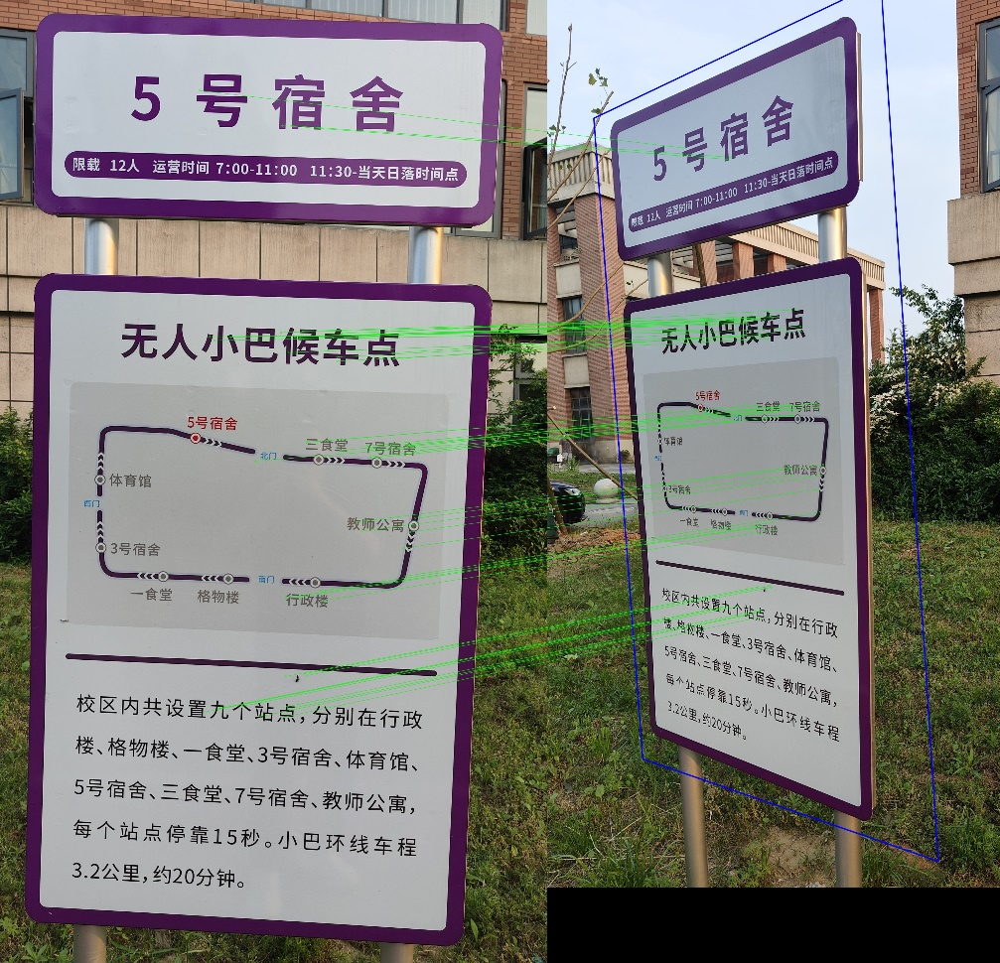 5 号宿舍
限载 12人 运营时间 7:00-11:00 11:30-当天日落时间点
无人小巴候车点
5号宿舍
北门
三食堂
7号宿舍
体育馆
西门
教师公寓
3号宿舍
一食堂
格物楼
南门
行政楼
校区内共设置九个站点,分别在行政
楼、格物楼、一食堂、3号宿舍、体育馆、
5号宿舍、三食堂、7号宿舍、教师公寓,
每个站点停靠15秒。小巴环线车程
3.2公里,约20分钟。
5 号宿舍
限载 12人 运营时间 7:00-11:00 11:30-当天日落时间点
无人小巴候车点
5号宿舍
三食堂
7号宿舍
体育馆
教师公寓
3号宿舍
一食堂
格物楼
行政楼
校区内共设置九个站点,分别在行政
楼、格物楼、一食堂、3号宿舍、体育馆、
5号宿舍、三食堂、7号宿舍、教师公寓,
每个站点停靠15秒。小巴环线车程
3.2公里,约20分钟。